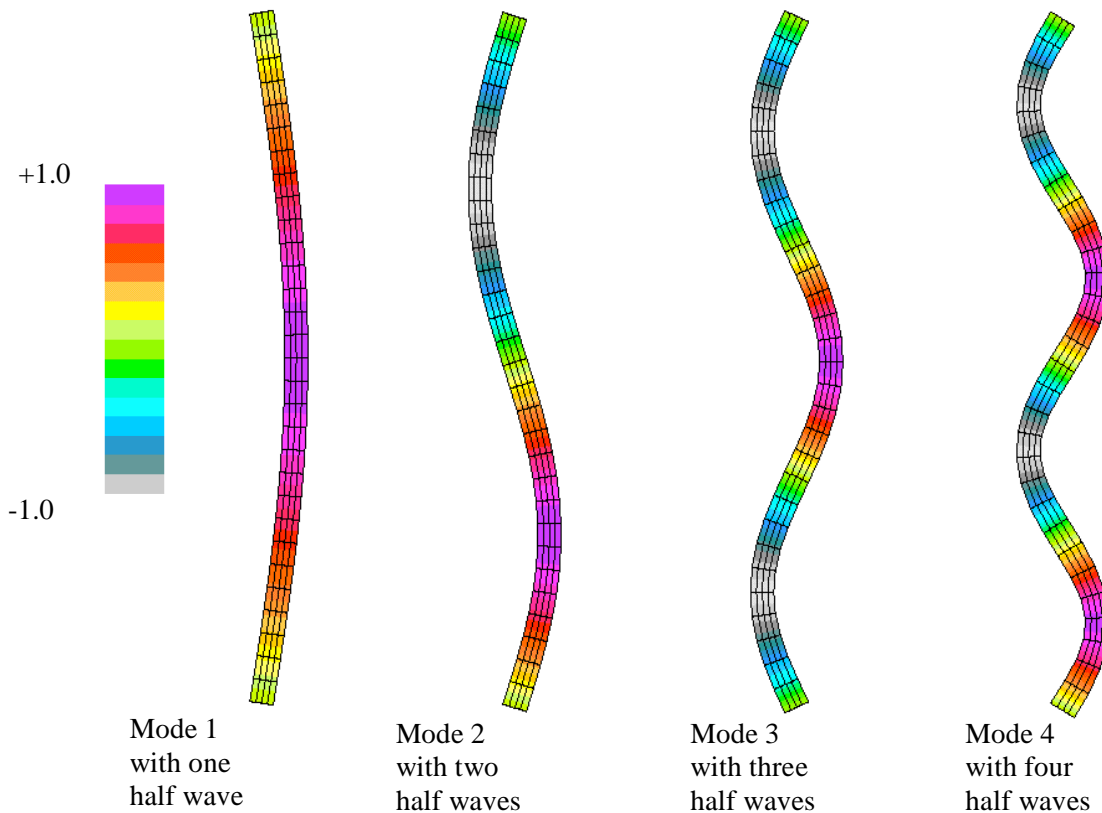 +1.0
-1.0
Mode 1
with one
half wave
Mode 2
with two
half waves
Mode 3
with three
half waves
Mode 4
with four
half waves